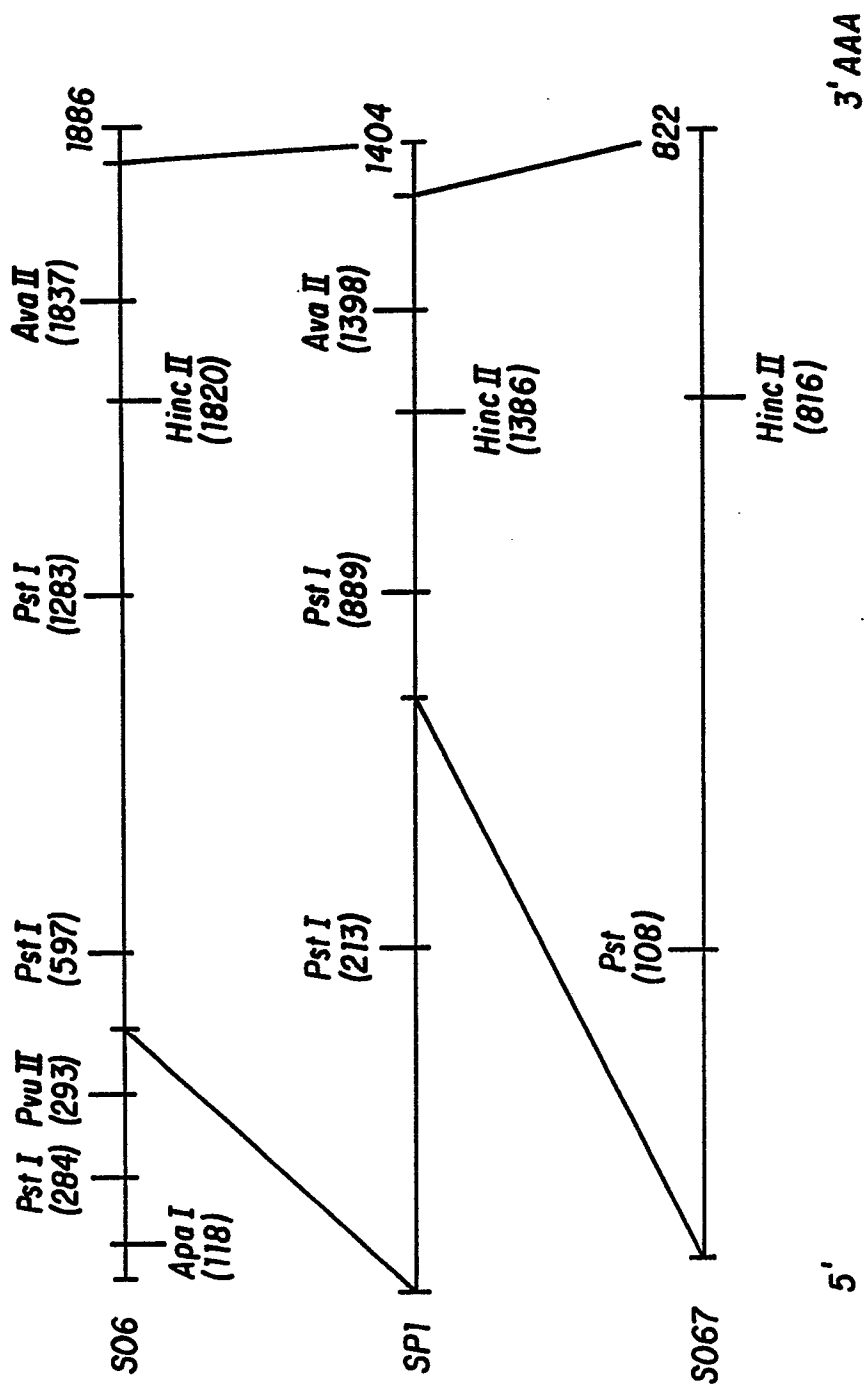 S06
Apa I
(118)
Pst I
(284)
Pvu II
(293)
Pst I
(597)
Pst I
(1283)
Hinc II
(1820)
Ava II
(1837)
1886
SP1
Pst I
(213)
Pst I
(889)
Hinc II
(1386)
Ava II
(1398)
1404
S067
Pst
(108)
Hinc II
(816)
822
5'
3' AAA